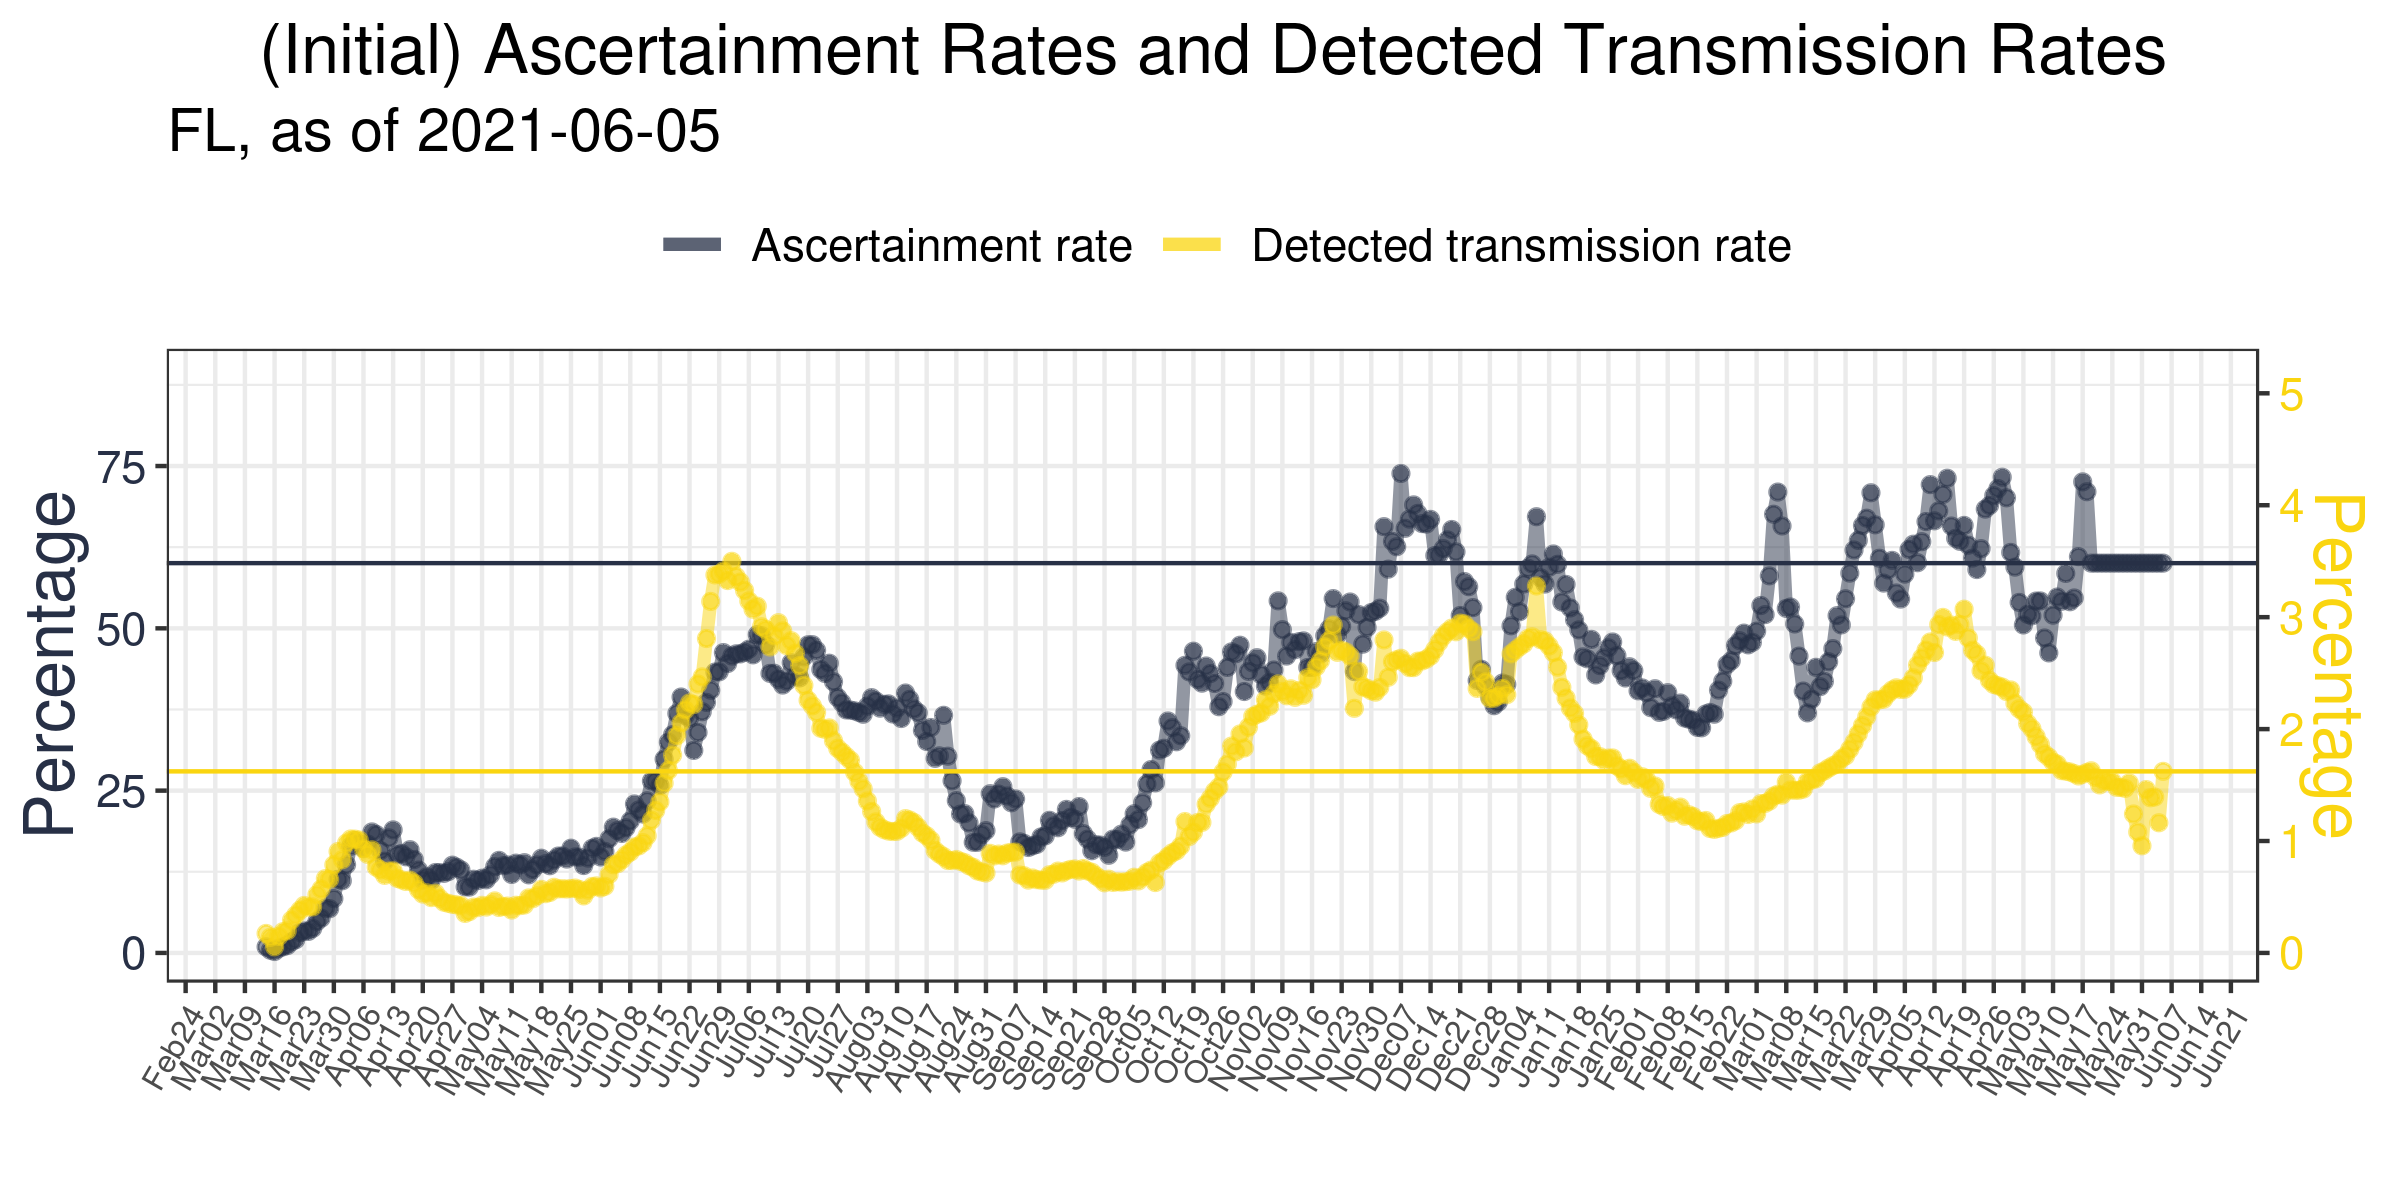 (Initial) Ascertainment Rates and Detected Transmission Rates
FL, as of 2021-06-05
Ascertainment rate Detected transmission rate
Percentage
75
50
25
0
5
4
3
2
1
0
Percentage
Feb24
Mar02
Mar09
Mar16
Mar23
Mar30
Apr06
Apr13
Apr20
Apr27
May04
May11
May18
May25
Jun01
Jun08
Jun15
Jun22
Jun29
Jul06
Jul13
Jul20
Jul27
Aug03
Aug10
Aug17
Aug24
Aug31
Sep07
Sep14
Sep21
Sep28
Oct05
Oct12
Oct19
Oct26
Nov02
Nov09
Nov16
Nov23
Nov30
Dec07
Dec14
Dec21
Dec28
Jan04
Jan11
Jan18
Jan25
Feb01
Feb08
Feb15
Feb22
Mar01
Mar08
Mar15
Mar22
Mar29
Apr05
Apr12
Apr19
Apr26
May03
May10
May17
May24
May31
Jun07
Jun14
Jun21